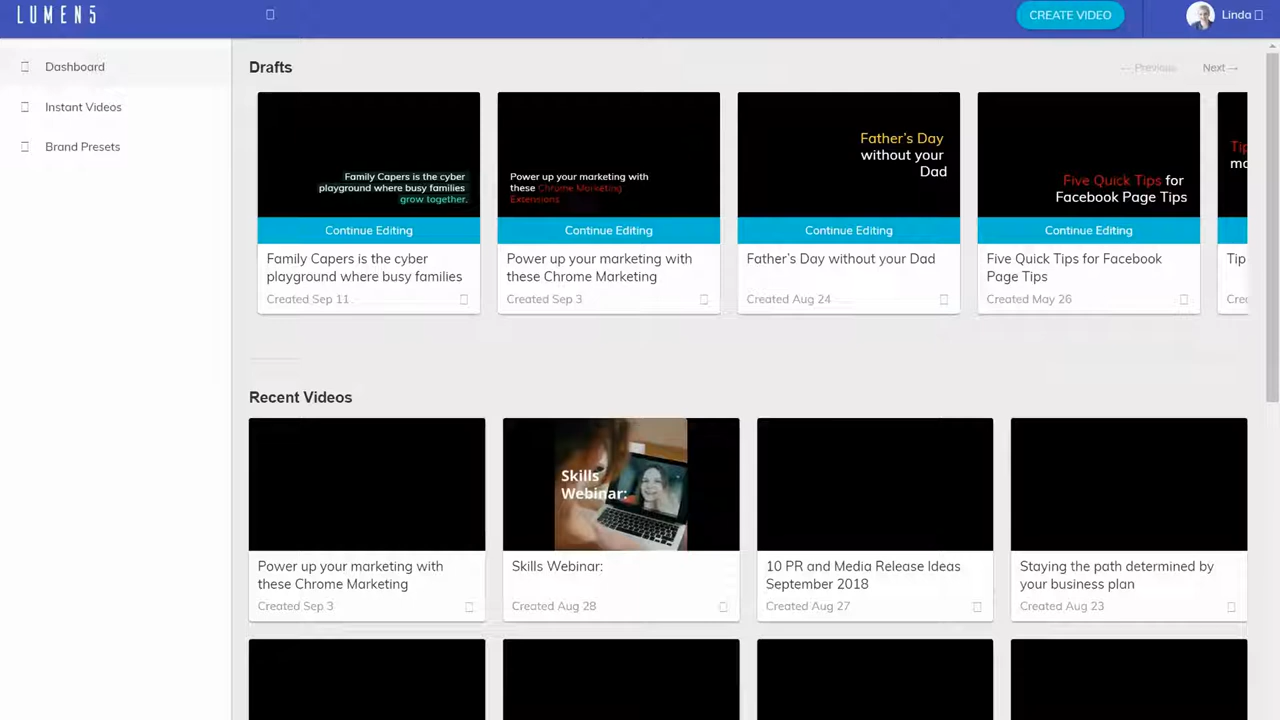 LUMEN5
CREATE VIDEO
Linda
Dashboard
Instant Videos
Brand Presets
Drafts
← Previous
Next →
Family Capers is the cyber
playground where busy families
grow together.
Continue Editing
Family Capers is the cyber
playground where busy families
Created Sep 11
Power up your marketing with
these Chrome Marketing
Extensions
Continue Editing
Power up your marketing with
these Chrome Marketing
Created Sep 3
Father's Day
without your
Dad
Continue Editing
Father's Day without your Dad
Created Aug 24
Five Quick Tips for
Facebook Page Tips
Continue Editing
Five Quick Tips for Facebook
Page Tips
Created May 26
Tip
Recent Videos
Power up your marketing with
these Chrome Marketing
Created Sep 3
Skills
Webinar:
Skills Webinar:
Created Aug 28
10 PR and Media Release Ideas
September 2018
Created Aug 27
Staying the path determined by
your business plan
Created Aug 23